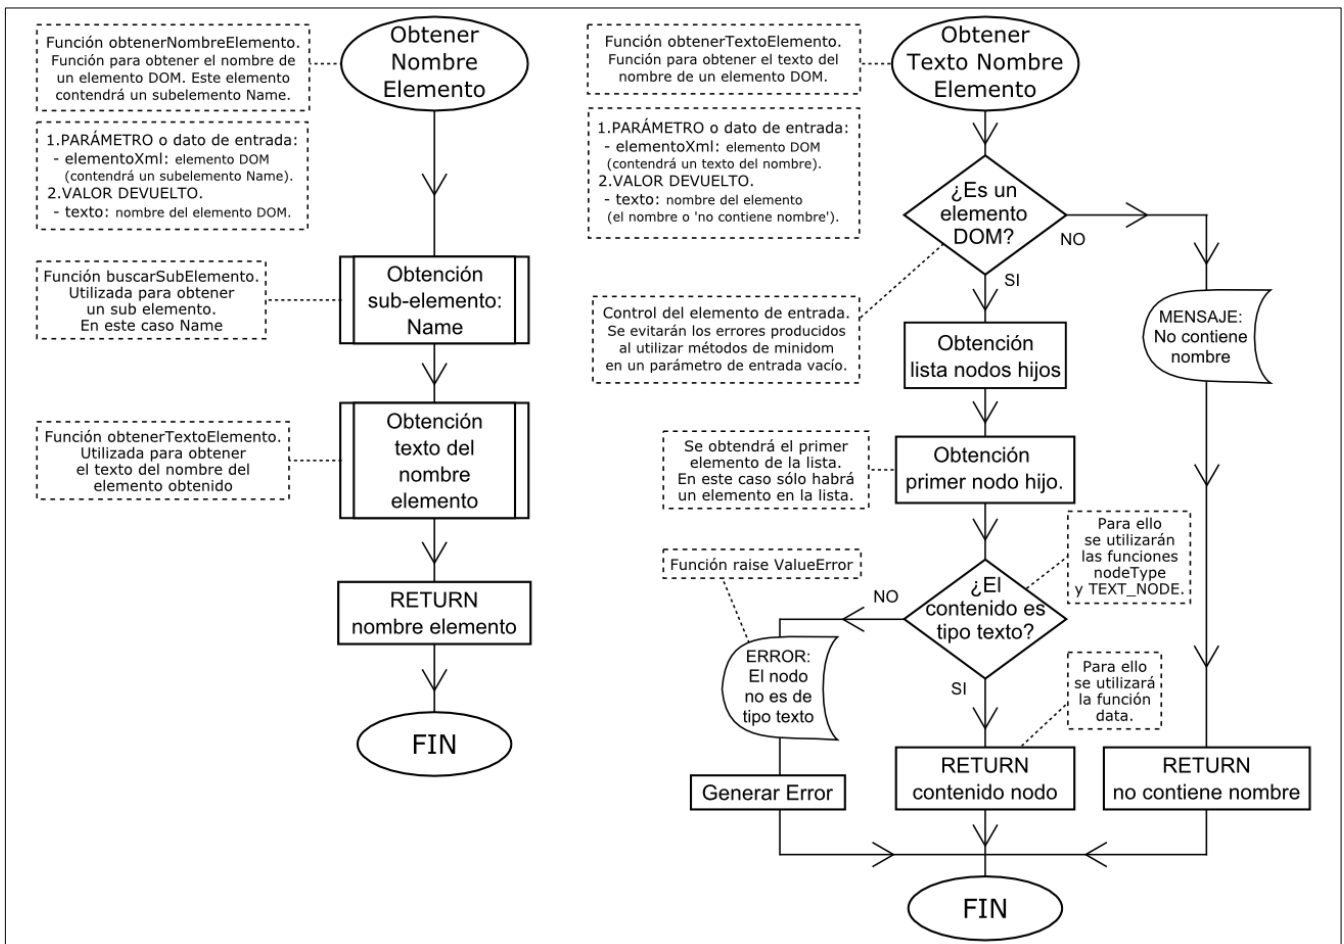 Función obtenerNombreElemento.
Función para obtener el nombre de
un elemento DOM. Este elemento
contendrá un subelemento Name.
Obtener
Nombre
Elemento
1.PARÁMETRO o dato de entrada:
- elementoXml: elemento DOM
(contendrá un subelemento Name).
2.VALOR DEVUELTO.
- texto: nombre del elemento DOM.
Función buscarSubElemento.
Utilizada para obtener
un sub elemento.
En este caso Name
Obtención
sub-elemento:
Name
Función obtenerTextoElemento.
Utilizada para obtener
el texto del nombre del
elemento obtenido
Obtención
texto del
nombre
elemento
RETURN
nombre elemento
FIN
Función obtenerTextoElemento.
Función para obtener el texto del
nombre de un elemento DOM.
Obtener
Texto Nombre
Elemento
1.PARÁMETRO o dato de entrada:
- elementoXml: elemento DOM
(contendrá un texto del nombre).
2.VALOR DEVUELTO.
- texto: nombre del elemento
(el nombre o 'no contiene nombre').
¿Es un
elemento
DOM?
NO
SI
Control del elemento de entrada.
Se evitarán los errores producidos
al utilizar métodos de minidom
en un parámetro de entrada vacío.
MENSAJE:
No contiene
nombre
Obtención
lista nodos hijos
Se obtendrá el primer
elemento de la lista.
En este caso sólo habrá
un elemento en la lista.
Obtención
primer nodo hijo.
Para ello
se utilizarán
las funciones
nodeType
y TEXT_NODE.
Función raise ValueError
¿El
contenido es
tipo texto?
NO
SI
ERROR:
El nodo
no es de
tipo texto
Para ello
se utilizará
la función
data.
Generar Error
RETURN
contenido nodo
RETURN
no contiene nombre
FIN